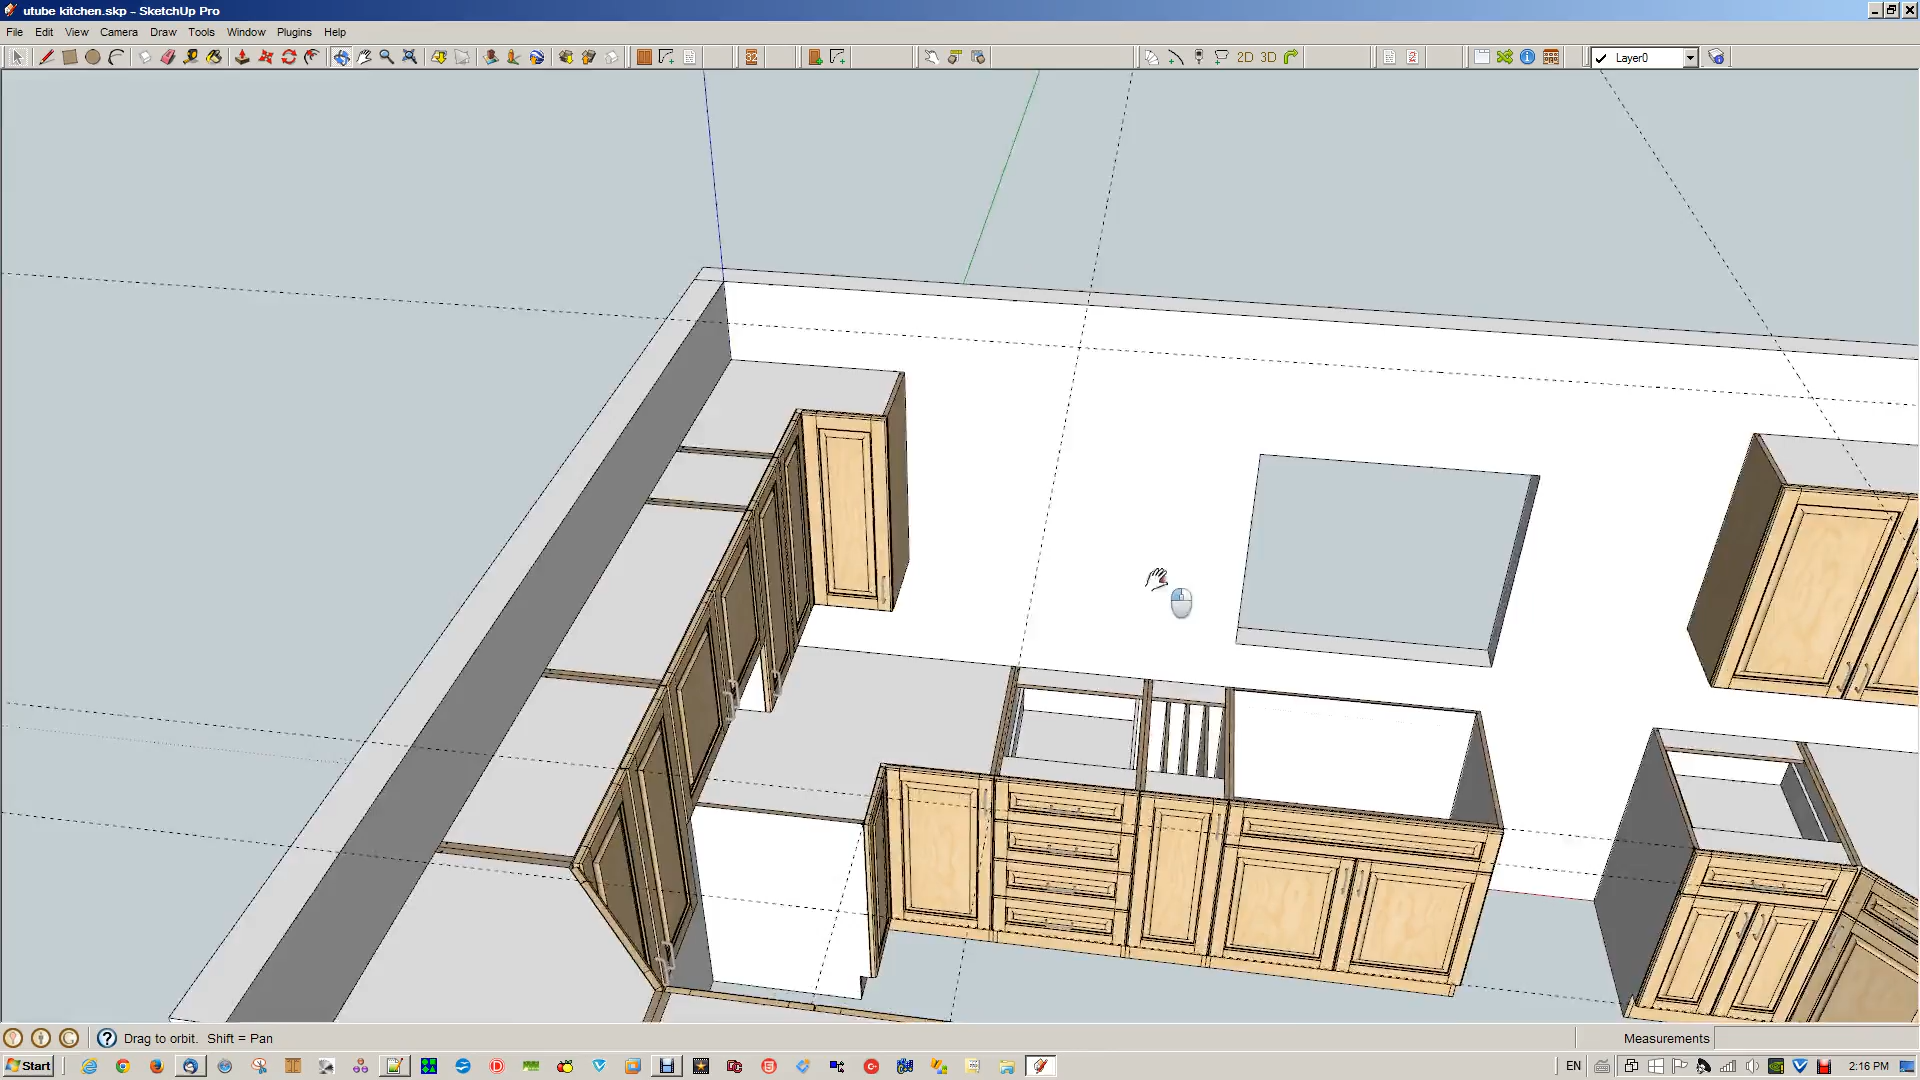 utube kitchen.skp - SketchUp Pro
File Edit View Camera Draw Tools Window Plugins Help
32 2D 3D Layer0
Drag to orbit. Shift = Pan Measurements
Start EN 2:16 PM